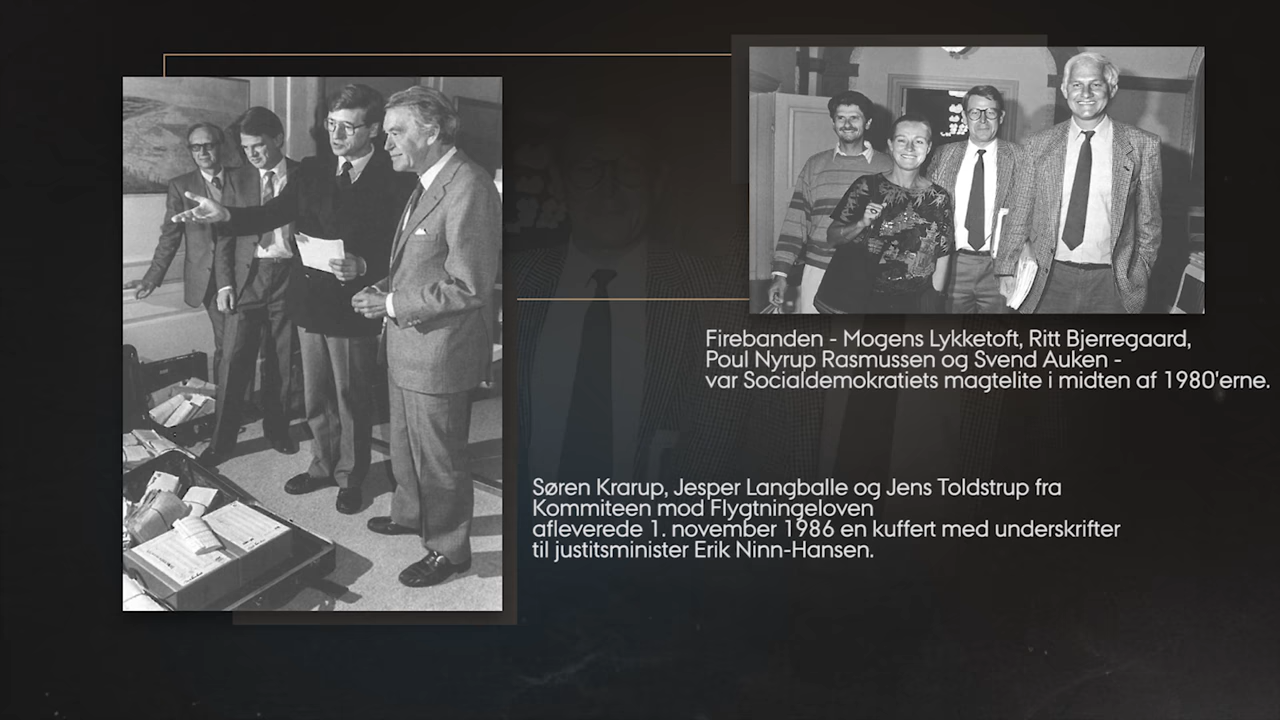 Firebanden - Mogens Lykketoft, Ritt Bjerregaard,
Poul Nyrup Rasmussen og Svend Auken -
var Socialdemokratiets magtelite i midten af 1980'erne.
Søren Krarup, Jesper Langballe og Jens Toldstrup fra
Kommiteen mod Flygtningeloven
afleverede 1. november 1986 en kuffert med underskrifter
til justitsminister Erik Ninn-Hansen.